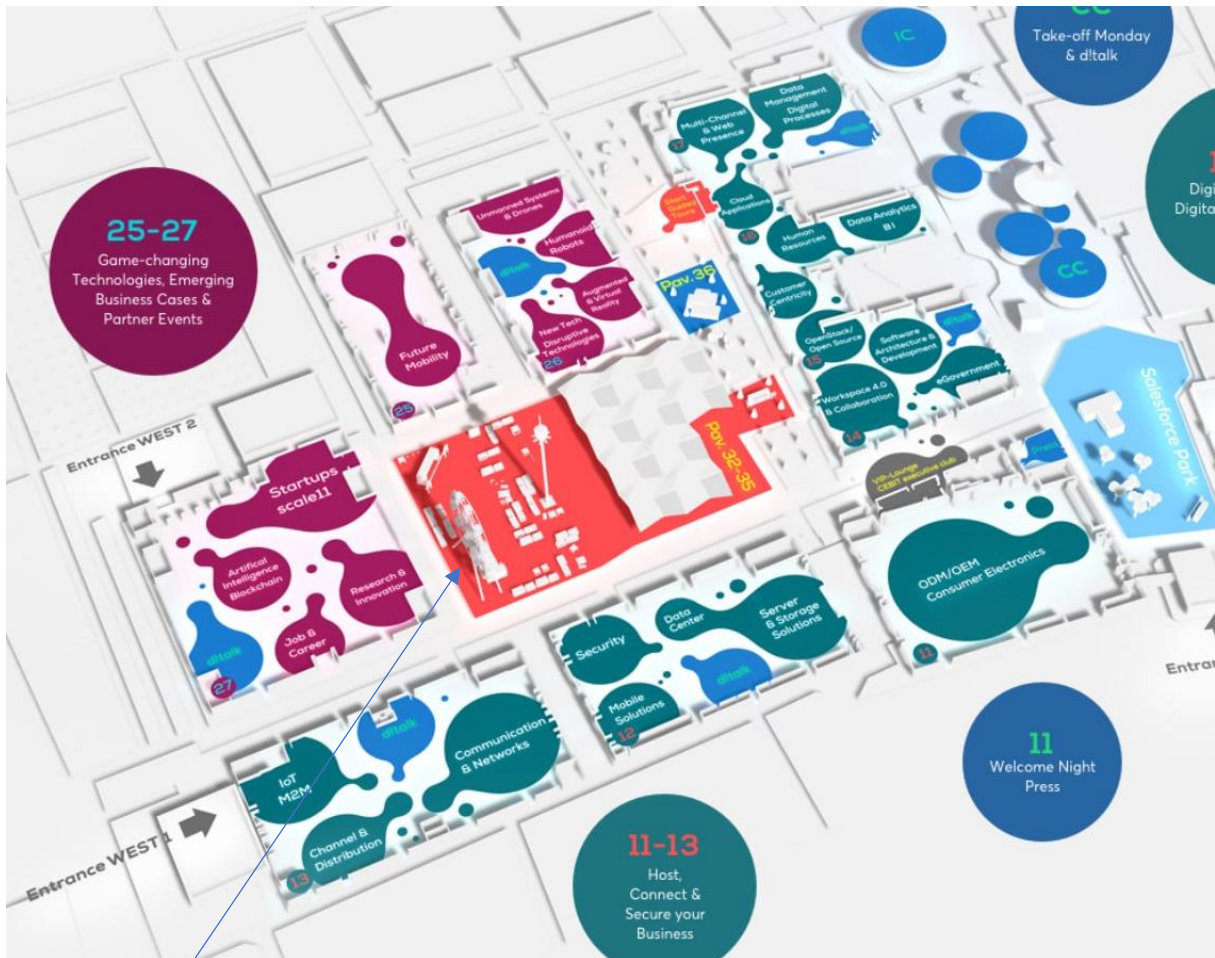 IC
CC
Take-off Monday
& d!talk
Data
Management
Digital
Processes
Multi-Channel
& Web
Presence
d!talk
17
25-27
Game-changing
Technologies, Emerging
Business Cases &
Partner Events
Unmanned Systems
& Drones
Humanoid
Robots
d!talk
Augmented
& Virtual
Reality
New Tech
Disruptive
Technologies
26
Start
Guided
Tours
Cloud
Applications
16
Human
Resources
Data Analytics
BI
Pav. 36
Customer
Centricity
CC
Digi
Digital
Future
Mobility
25
OpenStack/
Open Source
15
Software
Architecture &
Development
d!talk
eGovernment
Workspace 4.0
& Collaboration
14
Salesforce Park
Entrance WEST 2
Pav. 32-35
VIP-Lounge
CEBIT executive club
Press
Startups
scale11
Artifical
Intelligence
Blockchain
Research &
Innovation
Job &
Career
d!talk
27
ODM/OEM
Consumer Electronics
11
Security
Data
Center
Server
& Storage
Solutions
d!talk
Mobile
Solutions
12
Entran
d!talk
Communication
& Networks
IoT
M2M
Channel &
Distribution
13
Entrance WEST 1
11
Welcome Night
Press
11-13
Host,
Connect &
Secure your
Business